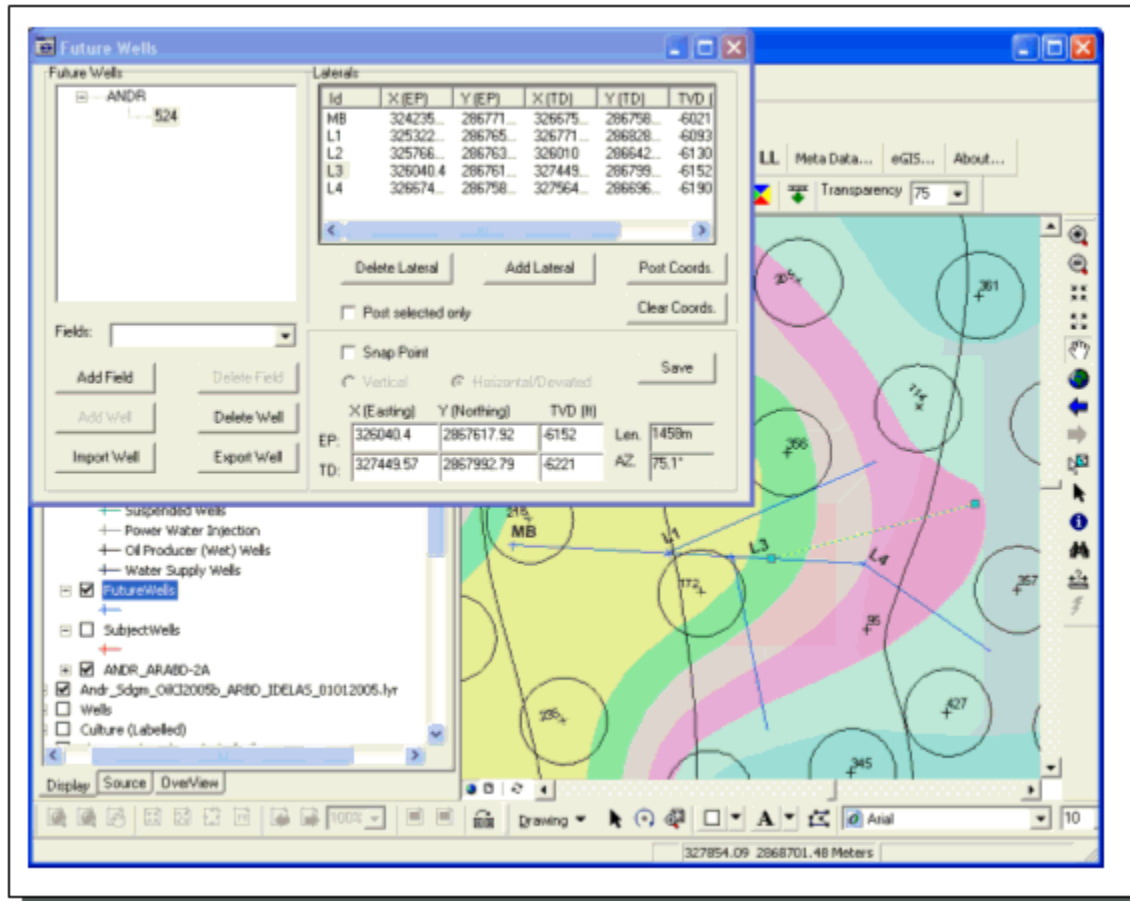 Future Wells
Future Wells
ANDR
524
Laterals
Id X (EP) Y (EP) X (TD) Y (TD) TVD (
MB 324235... 286771... 326675... 286758... -6021
L1 325322... 286765... 326771... 286828... -6093
L2 325766... 286763... 326010 286642... -6130
L3 326040.4 286761... 327449... 286799... -6152
L4 326674... 286758... 327564... 286696... -6190
Delete Lateral Add Lateral Post Coords.
Post selected only Clear Coords.
Fields:
Add Field Delete Field
Add Well Delete Well
Import Well Export Well
Snap Point
Save
Vertical Horizontal/Deviated
X (Easting) Y (Northing) TVD (ft)
EP: 326040.4 2867617.92 -6152 Len. 1458m
TD: 327449.57 2867992.79 -6221 AZ. 75.1°
LL Meta Data... eGIS... About...
Transparency 75
361
356
MB
L1
L3
L4
172
357
95
427
345
Suspended Wells
Power Water Injection
Oil Producer (Wet) Wells
Water Supply Wells
FutureWells
SubjectWells
ANDR_ARABD-2A
Andr_Sdgm_OilCl2005b_ARBD_IDELAS_01012005.lyr
Wells
Culture (Labelled)
Display Source OverView
100%
Drawing
A
Arial
10
327854.09 2868701.48 Meters